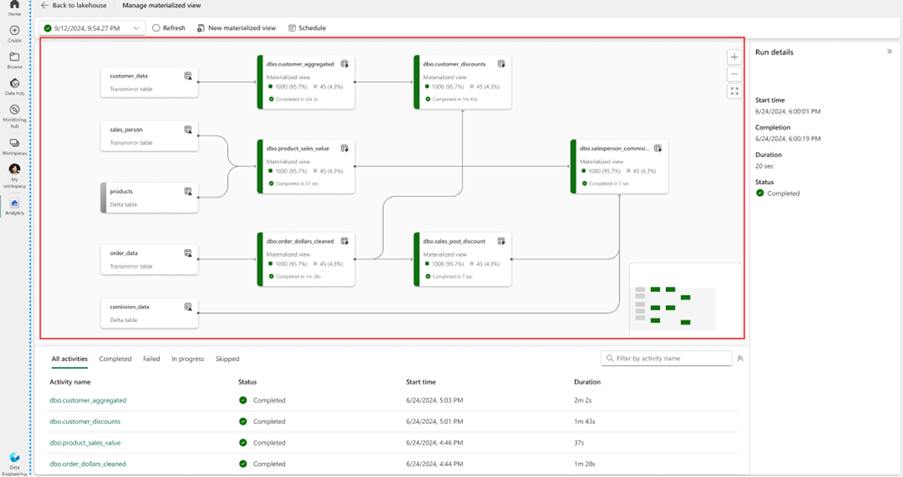 Back to lakehouse
Manage materialized view
9/12/2024, 9:54:27 PM
Refresh
New materialized view
Schedule
Home
Create
Browse
Data hub
Monitoring hub
Workspaces
My workspace
Analytics
Data Engineering
customer_data
Transmirror table
sales_person
Transmirror table
products
Delta table
order_data
Transmirror table
comission_data
Delta table
dbo.customer_aggregated
Materialized view
1000 (95.7%) 45 (4.3%)
Completed in 2m 2s
dbo.customer_discounts
Materialized view
1000 (95.7%) 45 (4.3%)
Completed in 1m 43s
dbo.product_sales_value
Materialized view
1000 (95.7%) 45 (4.3%)
Completed in 37 sec
dbo.salesperson_commissi...
Materialized view
1000 (95.7%) 45 (4.3%)
Completed in 7 sec
dbo.order_dollars_cleaned
Materialized view
1000 (95.7%) 45 (4.3%)
Completed in 1m 28s
dbo.sales_post_discount
Materialized view
1000 (95.7%) 45 (4.3%)
Completed in 7 sec
Run details
Start time
6/24/2024, 6:00:01 PM
Completion
6/24/2024, 6:00:19 PM
Duration
20 sec
Status
Completed
All activities Completed Failed In progress Skipped
Filter by activity name
Activity name Status Start time Duration
dbo.customer_aggregated Completed 6/24/2024, 5:03 PM 2m 2s
dbo.customer_discounts Completed 6/24/2024, 5:01 PM 1m 43s
dbo.product_sales_value Completed 6/24/2024, 4:46 PM 37s
dbo.order_dollars_cleaned Completed 6/24/2024, 4:44 PM 1m 28s